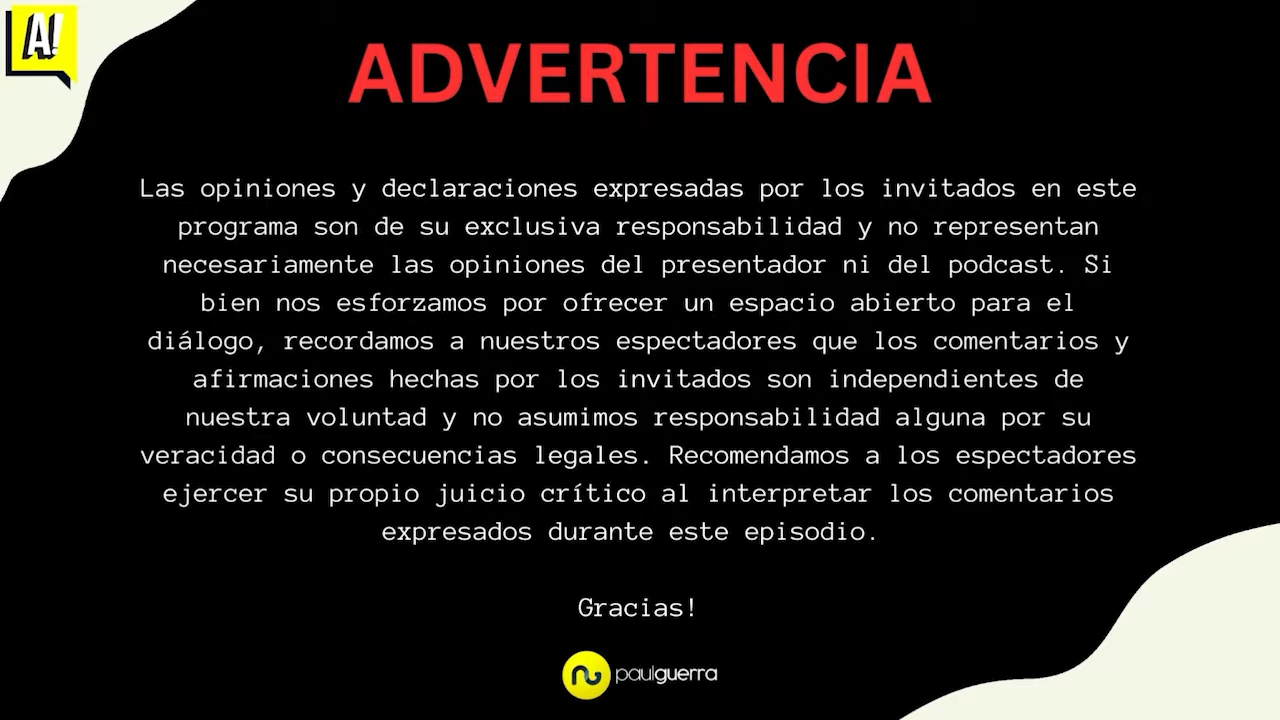 A!
ADVERTENCIA
Las opiniones y declaraciones expresadas por los invitados en este
programa son de su exclusiva responsabilidad y no representan
necesariamente las opiniones del presentador ni del podcast. Si
bien nos esforzamos por ofrecer un espacio abierto para el
diálogo, recordamos a nuestros espectadores que los comentarios y
afirmaciones hechas por los invitados son independientes de
nuestra voluntad y no asumimos responsabilidad alguna por su
veracidad o consecuencias legales. Recomendamos a los espectadores
ejercer su propio juicio crítico al interpretar los comentarios
expresados durante este episodio.
Gracias!
paulguerra